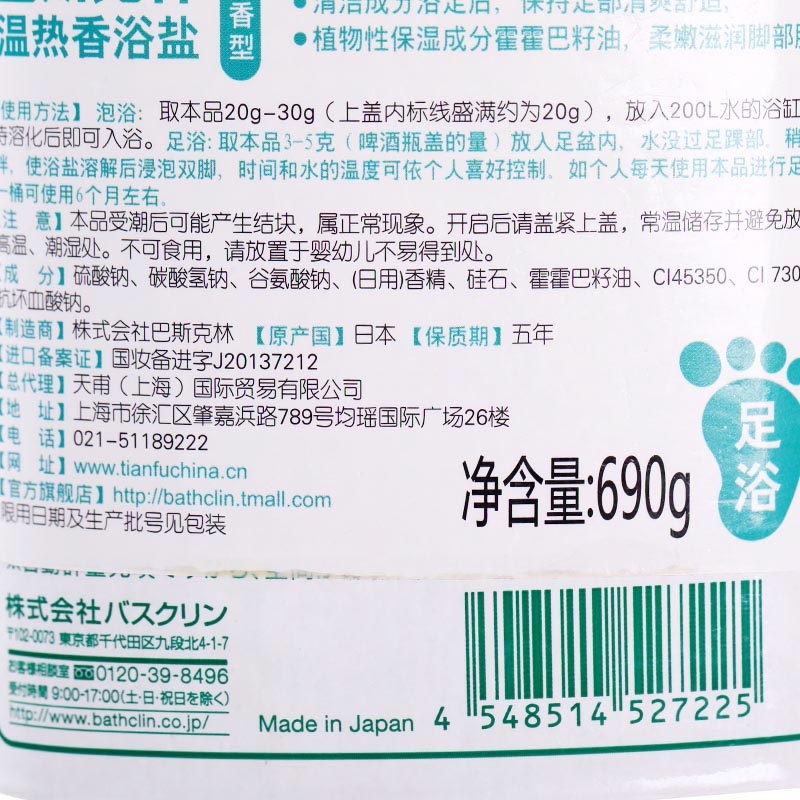 温热香浴盐
香型
●清洁成分浴足后，保持足部清爽舒适，
●植物性保湿成分霍霍巴籽油，柔嫩滋润脚部肌
使用方法】泡浴：取本品20g-30g（上盖内标线盛满约为20g），放入200L水的浴缸
待溶化后即可入浴。足浴：取本品3-5克（啤酒瓶盖的量）放入足盆内，水没过足踝部。稍
拌，使浴盐溶解后浸泡双脚，时间和水的温度可依个人喜好控制。如个人每天使用本品进行足
一桶可使用6个月左右。
注 意】本品受潮后可能产生结块，属正常现象。开启后请盖紧上盖，常温储存并避免放
高温、潮湿处。不可食用，请放置于婴幼儿不易得到处。
成 分】硫酸钠、碳酸氢钠、谷氨酸钠、(日用)香精、硅石、霍霍巴籽油、CI45350、CI 730
抗坏血酸钠。
制造商】株式会社巴斯克林 【原产国】日本 【保质期】五年
进口备案证】国妆备进字J20137212
总代理】天甫（上海）国际贸易有限公司
地 址】上海市徐汇区肇嘉浜路789号均瑶国际广场26楼
电 话】021-51189222
网 址】www.tianfuchina.cn
官方旗舰店】http://bathclin.tmall.com
限用日期及生产批号见包装
净含量:690g
足浴
株式会社バスクリン
〒102-0073 東京都千代田区九段北4-1-7
お客様相談室 0120-39-8496
受付時間 9:00-17:00(土・日・祝日を除く)
http://www.bathclin.co.jp/
Made in Japan
4 548514 527225